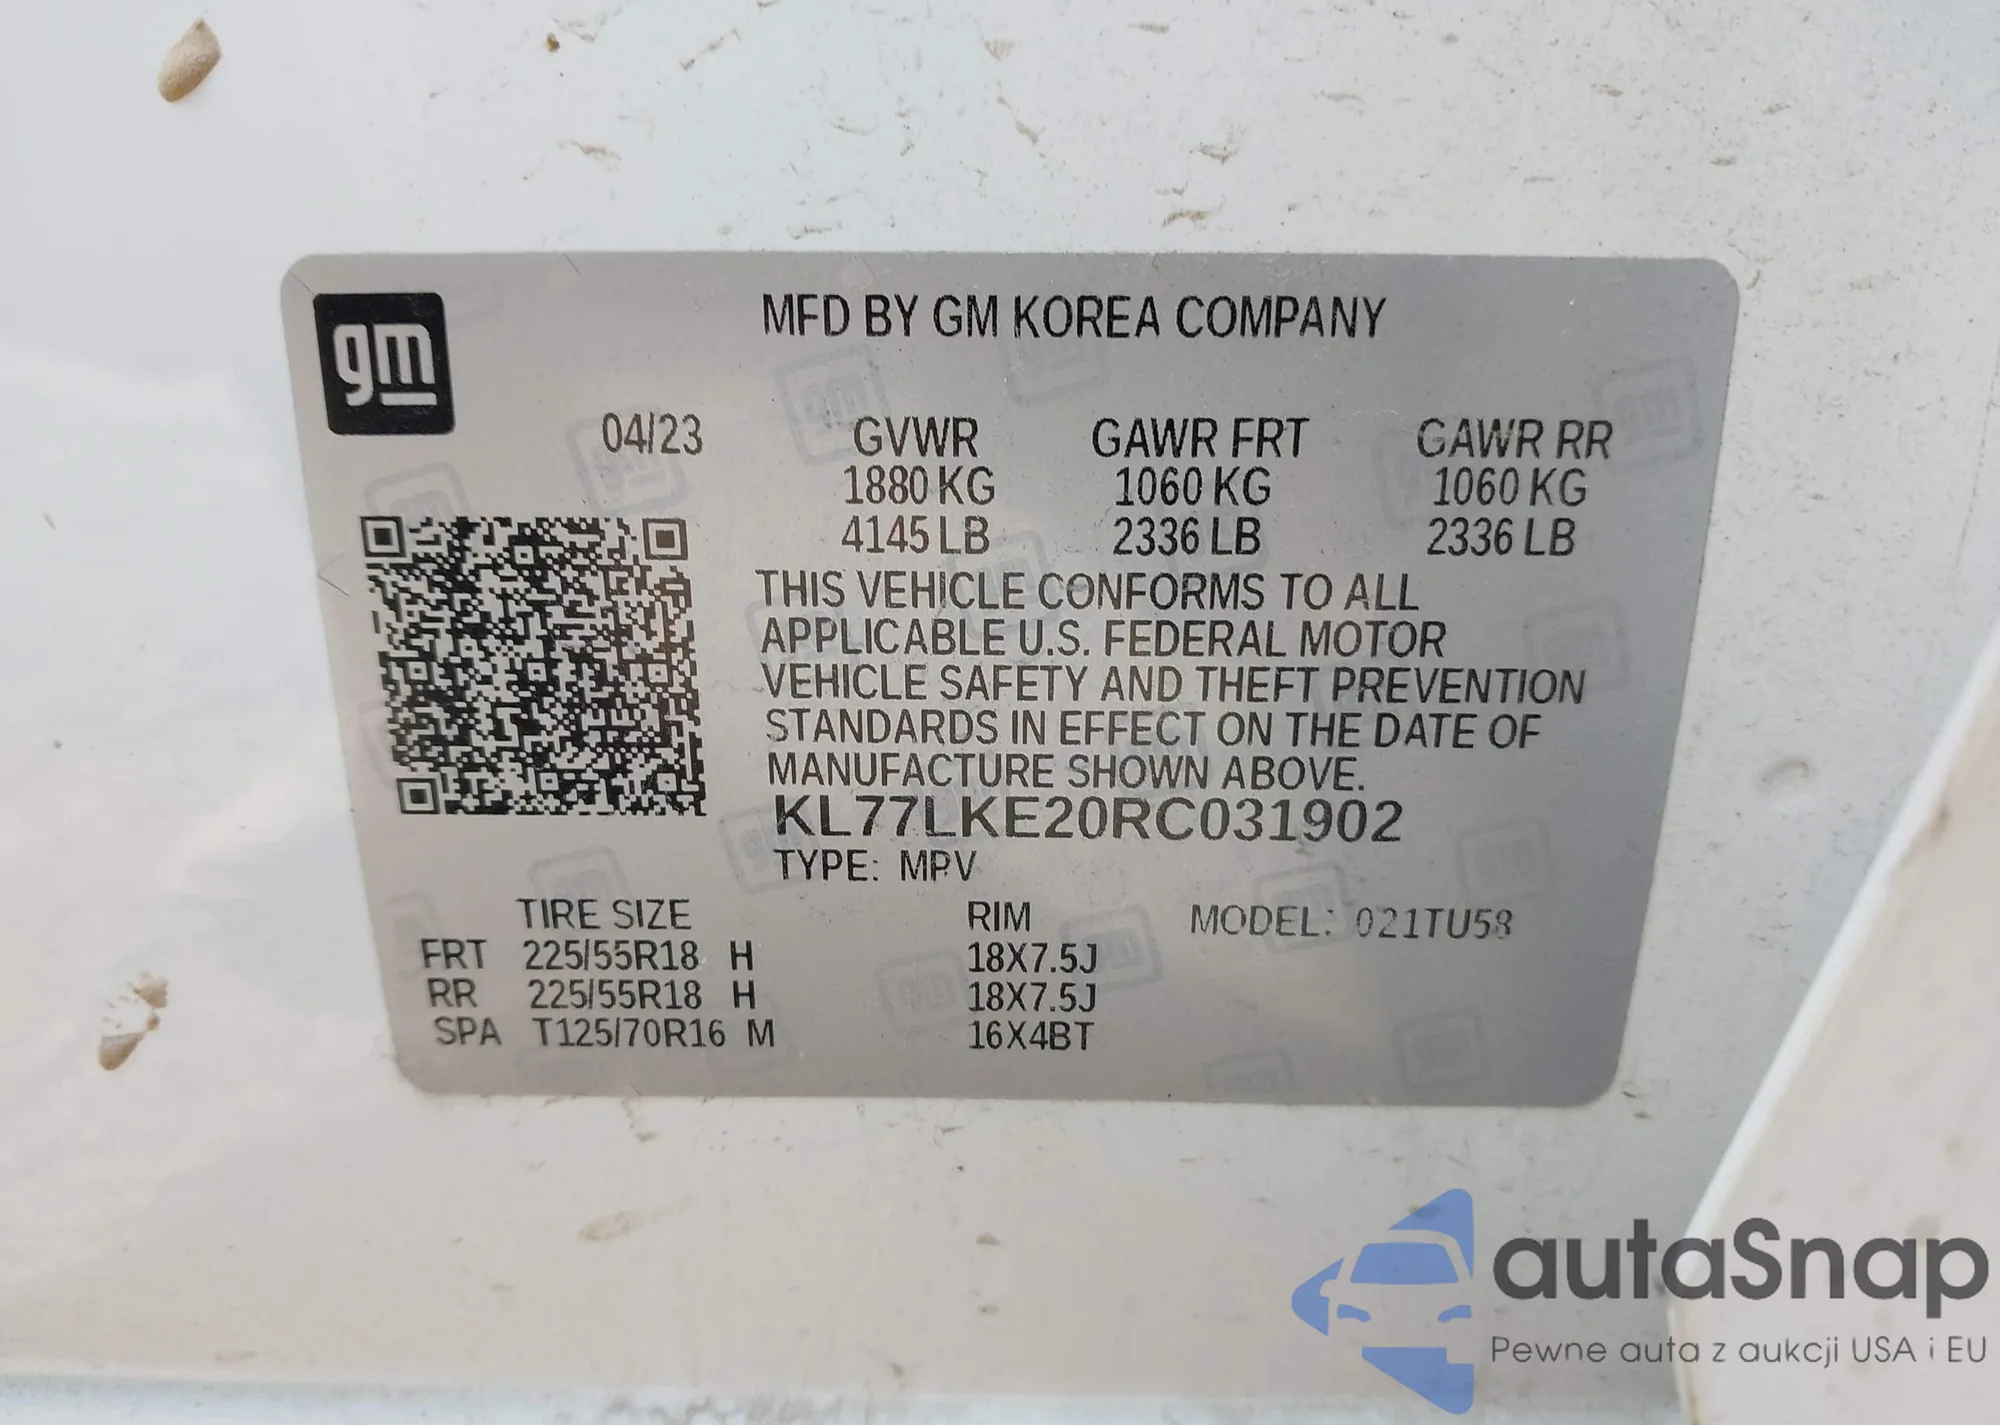 gm
MFD BY GM KOREA COMPANY
04/23 GVWR GAWR FRT GAWR RR
1880 KG 1060 KG 1060 KG
4145 LB 2336 LB 2336 LB
THIS VEHICLE CONFORMS TO ALL
APPLICABLE U.S. FEDERAL MOTOR
VEHICLE SAFETY AND THEFT PREVENTION
STANDARDS IN EFFECT ON THE DATE OF
MANUFACTURE SHOWN ABOVE.
KL77LKE20RC031902
TYPE: MPV
TIRE SIZE RIM MODEL: 021TU58
FRT 225/55R18 H 18X7.5J
RR 225/55R18 H 18X7.5J
SPA T125/70R16 M 16X4BT
autaSnap
Pewne auta z aukcji USA i EU